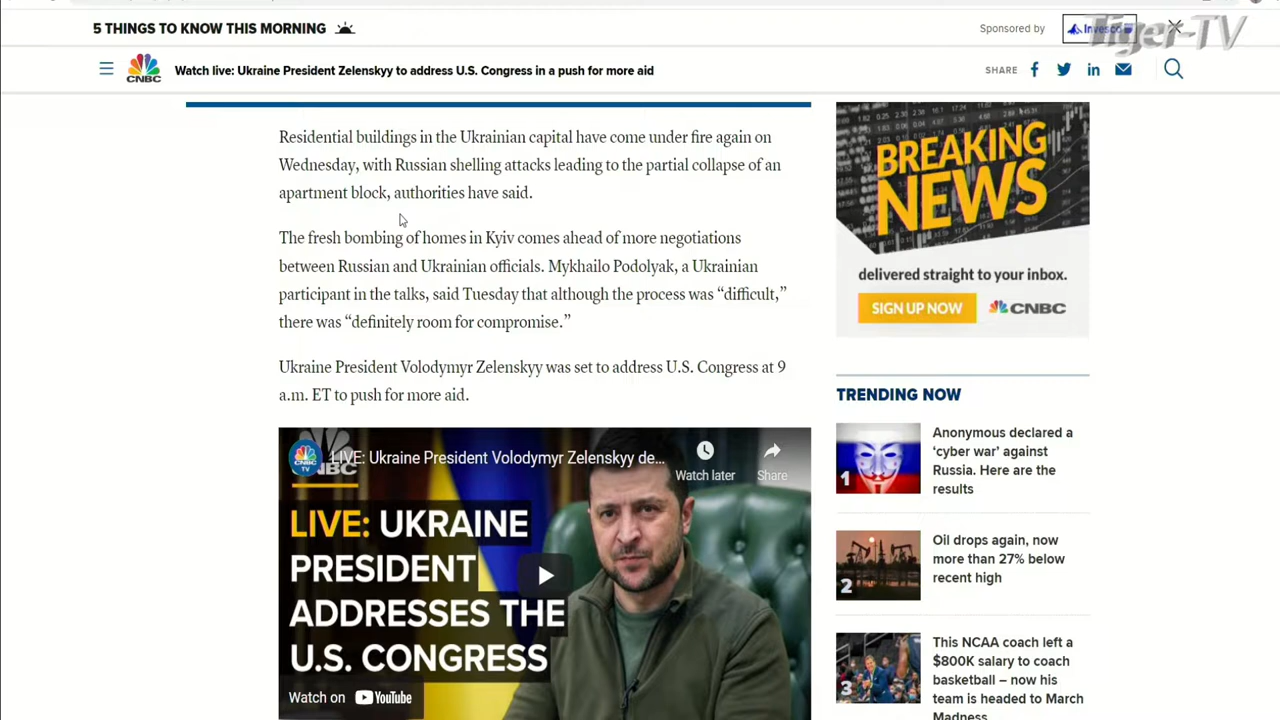 5 THINGS TO KNOW THIS MORNING
Sponsored by
Invesco
Tiger-TV
CNBC
Watch live: Ukraine President Zelenskyy to address U.S. Congress in a push for more aid
SHARE
Residential buildings in the Ukrainian capital have come under fire again on
Wednesday, with Russian shelling attacks leading to the partial collapse of an
apartment block, authorities have said.
The fresh bombing of homes in Kyiv comes ahead of more negotiations
between Russian and Ukrainian officials. Mykhailo Podolyak, a Ukrainian
participant in the talks, said Tuesday that although the process was “difficult,”
there was “definitely room for compromise.”
Ukraine President Volodymyr Zelenskyy was set to address U.S. Congress at 9
a.m. ET to push for more aid.
CNBC TV
LIVE: Ukraine President Volodymyr Zelenskyy de...
Watch later
Share
LIVE: UKRAINE
PRESIDENT
ADDRESSES THE
U.S. CONGRESS
Watch on YouTube
BREAKING
NEWS
delivered straight to your inbox.
SIGN UP NOW
CNBC
TRENDING NOW
1
Anonymous declared a
‘cyber war’ against
Russia. Here are the
results
2
Oil drops again, now
more than 27% below
recent high
3
This NCAA coach left a
$800K salary to coach
basketball – now his
team is headed to March
Madness